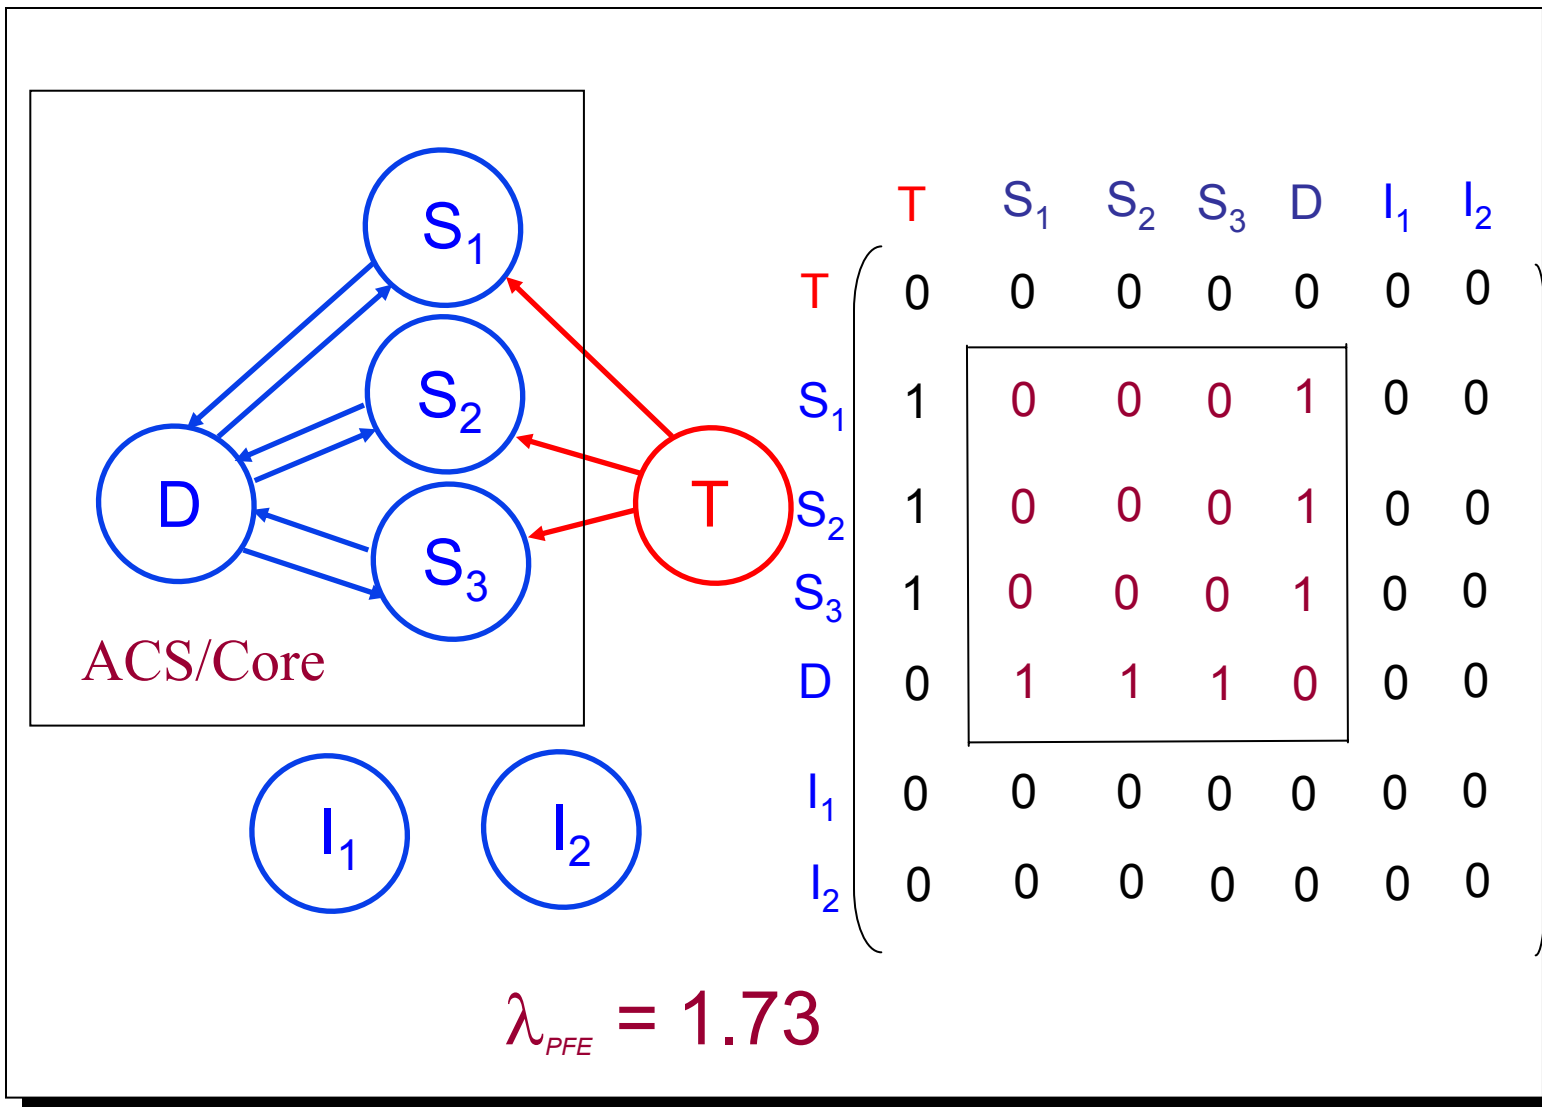 S1
S2
S3
D
T
ACS/Core
I1
I2
T S1 S2 S3 D I1 I2
T 0 0 0 0 0 0 0
S1 1 0 0 0 1 0 0
S2 1 0 0 0 1 0 0
S3 1 0 0 0 1 0 0
D 0 1 1 1 0 0 0
I1 0 0 0 0 0 0 0
I2 0 0 0 0 0 0 0
λPFE = 1.73